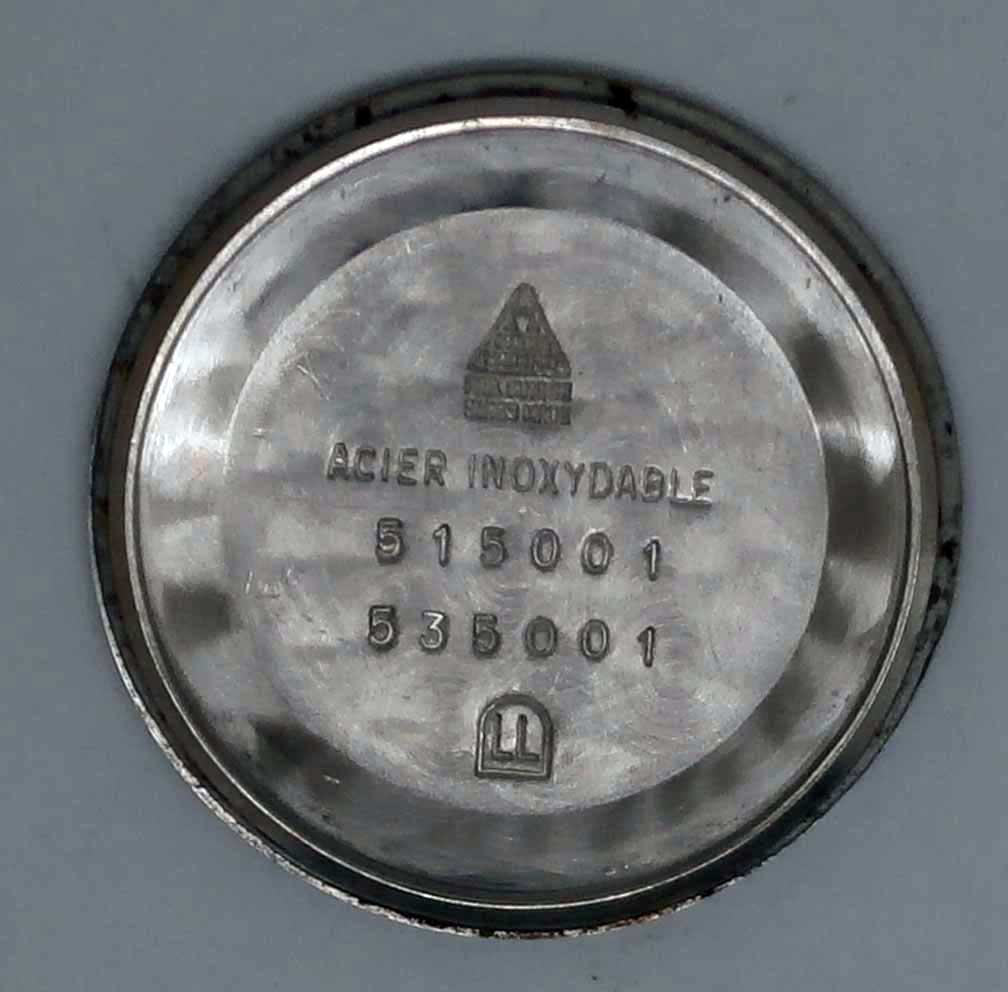 ACIER INOXYDABLE
515001
535001
LL